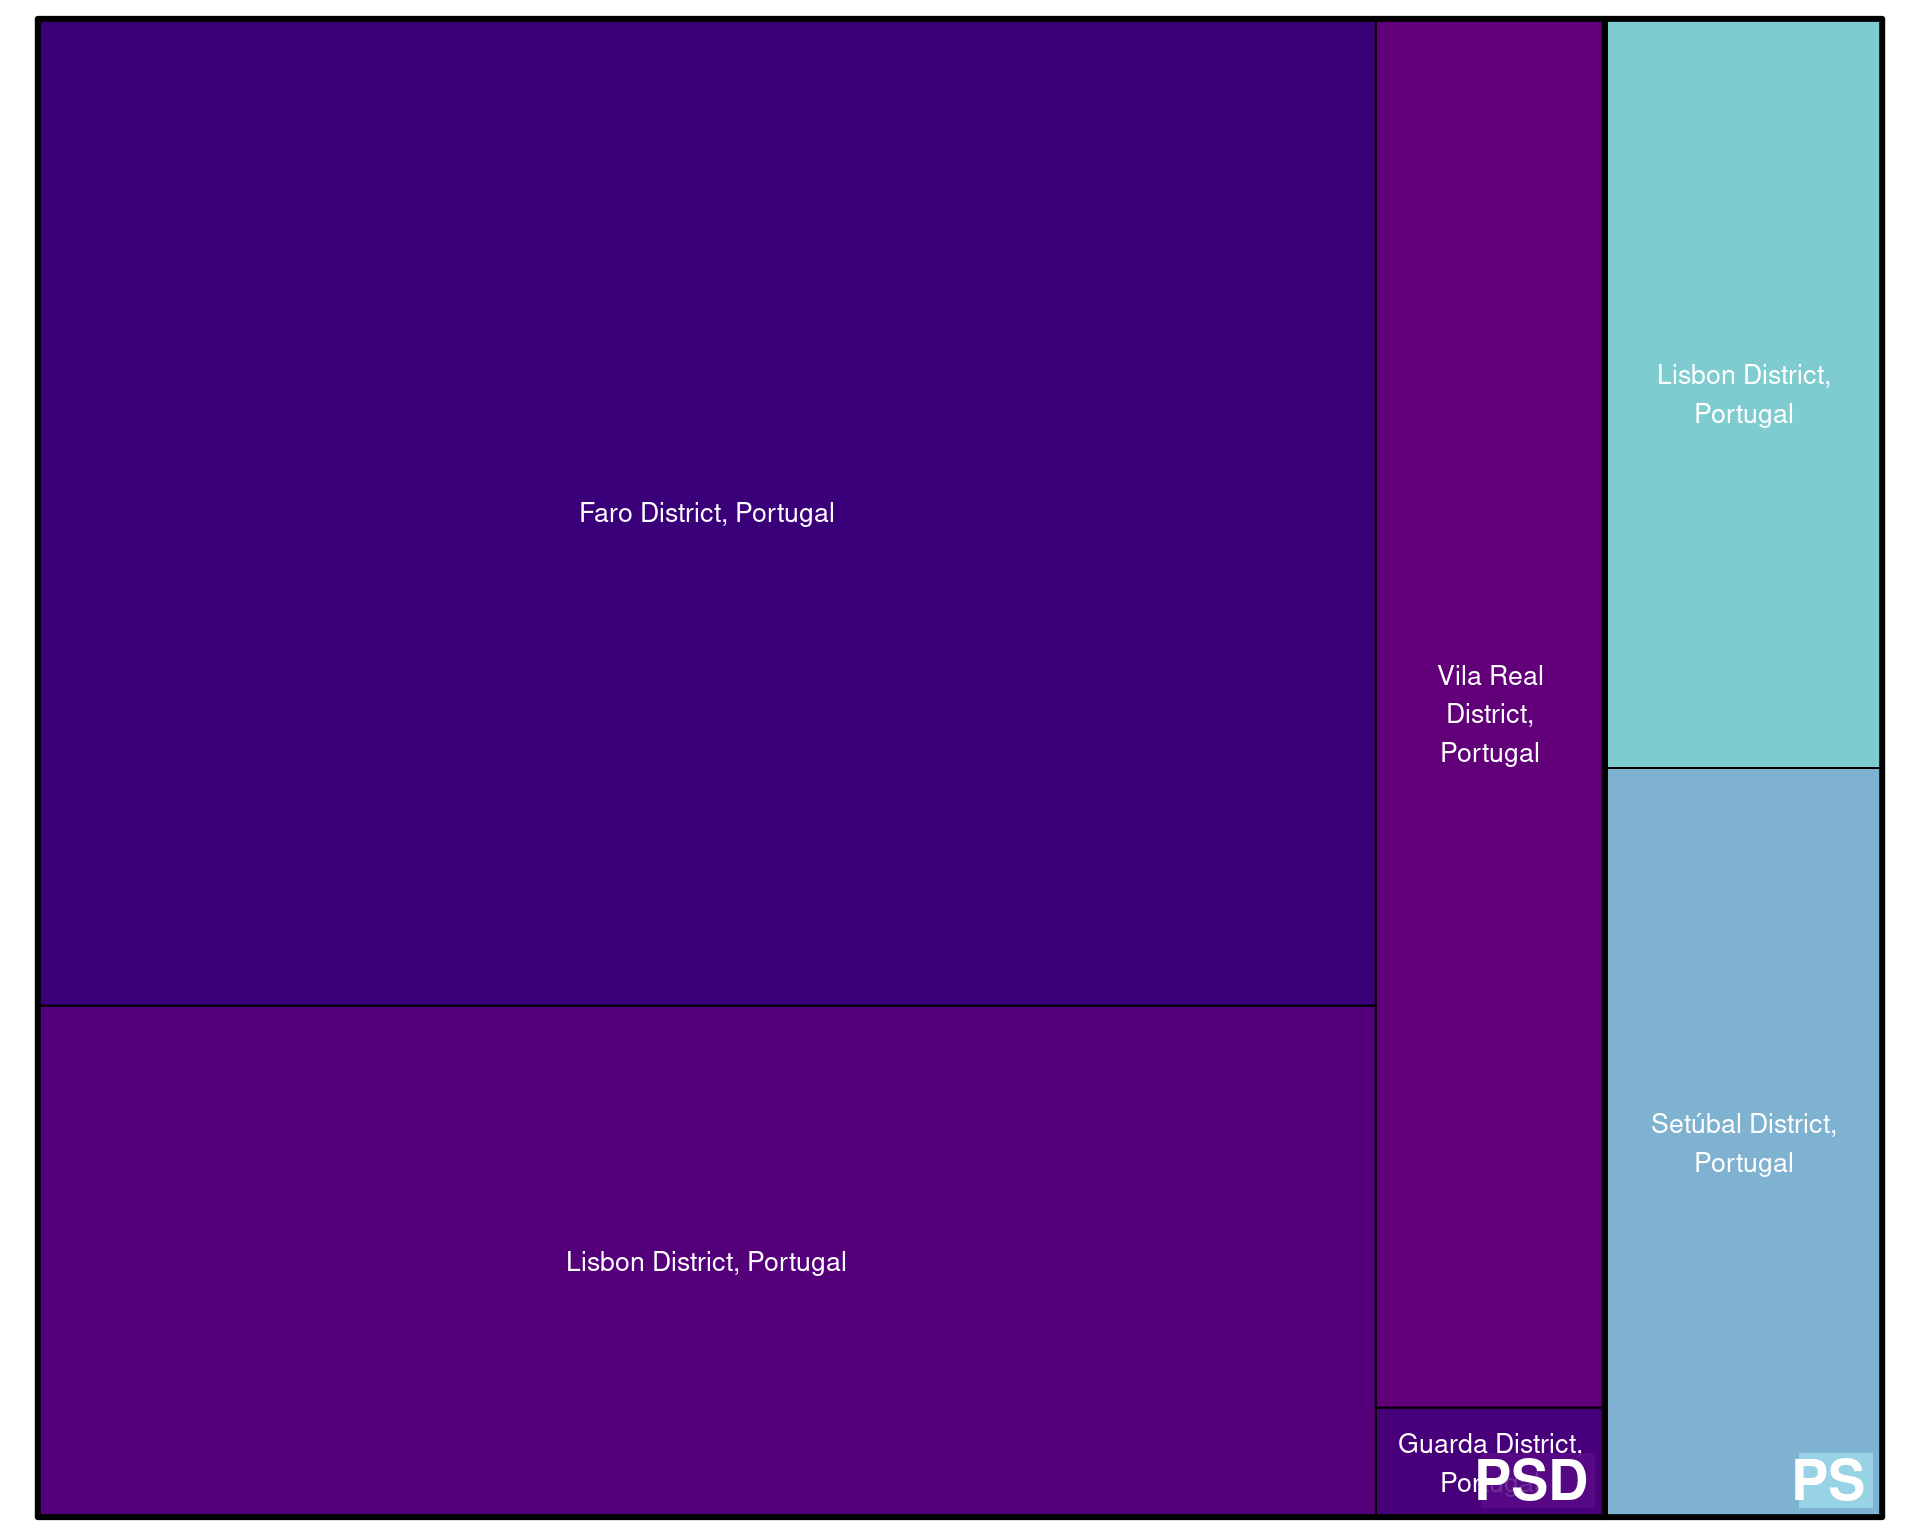 Faro District, Portugal
Lisbon District, Portugal
Vila Real
District,
Portugal
Guarda District,
PSD
Lisbon District,
Portugal
Setúbal District,
Portugal
PS